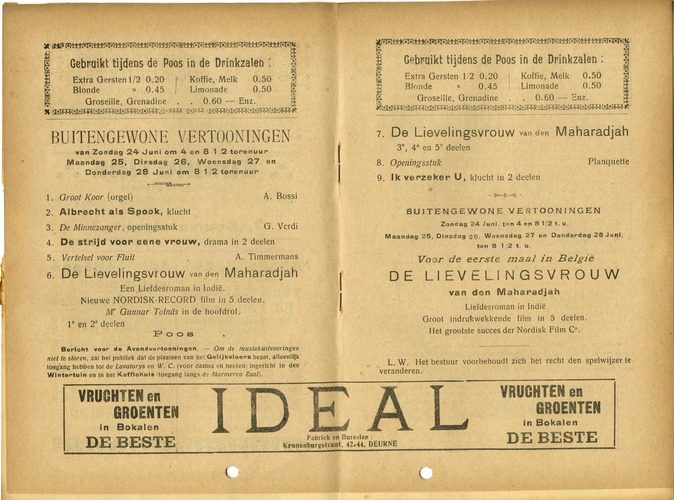 Gebruikt tijdens de Poos in de Drinkzalen :
Extra Gersten 1/2 0.20 Koffie, Melk 0.50
Blonde » 0.45 Limonade 0.50
Groseille, Grenadine . . 0.60 — Enz.
BUITENGEWONE VERTOONINGEN
van Zondag 24 Juni om 4 en 8 1/2 torenuur
Maandag 25, Dinsdag 26, Woensdag 27 en
Donderdag 28 Juni om 8 1/2 torenuur
1. Groot Koor (orgel) A. Bossi
2. Albrecht als Spook, klucht
3. De Minnezanger, openingsstuk G. Verdi
4. De strijd voor eene vrouw, drama in 2 deelen
5. Vertelsel voor Fluit A. Timmermans
6. De Lievelingsvrouw van den Maharadjah
Een Liefdesroman in Indië.
Nieuwe NORDISK-RECORD film in 5 deelen.
Mr Gunnar Tolnäs in de hoofdrol.
1e en 2e deelen
Poos
Bericht voor de Avondvertooningen. — Om de muziekuitvoeringen
niet te storen, zal het publiek dat de plaatsen van het Gelijkvloers bezet, alleenlijk
toegang hebben tot de Lavatorys en W. C. (voor dames en heeren) ingericht in den
Wintertuin en in het Koffiehuis (toegang langs de Marmeren Zaal).
Gebruikt tijdens de Poos in de Drinkzalen :
Extra Gersten 1/2 0.20 Koffie, Melk 0.50
Blonde » 0.45 Limonade 0.50
Groseille, Grenadine . . 0.60 — Enz.
7. De Lievelingsvrouw van den Maharadjah
3e, 4e en 5e deelen
8. Openingsstuk Planquette
9. Ik verzeker U, klucht in 2 deelen
BUITENGEWONE VERTOONINGEN
Zondag 24 Juni, ten 4 en 8 1/2 t. u.
Maandag 25, Dinsdag 26, Woensdag 27 en Donderdag 28 Juni,
ten 8 1/2 t. u.
Voor de eerste maal in België
DE LIEVELINGSVROUW
van den Maharadjah
Liefdesroman in Indië
Groot indrukwekkende film in 5 deelen.
Het grootste succes der Nordisk Film Co.
L. W. Het bestuur voorbehoudt zich het recht den spelwijzer te
veranderen.
VRUCHTEN en
GROENTEN
in Bokalen
DE BESTE
IDEAL
Fabriek en Bureelen :
Kronenburgstraat, 42-44, DEURNE
VRUCHTEN en
GROENTEN
in Bokalen
DE BESTE